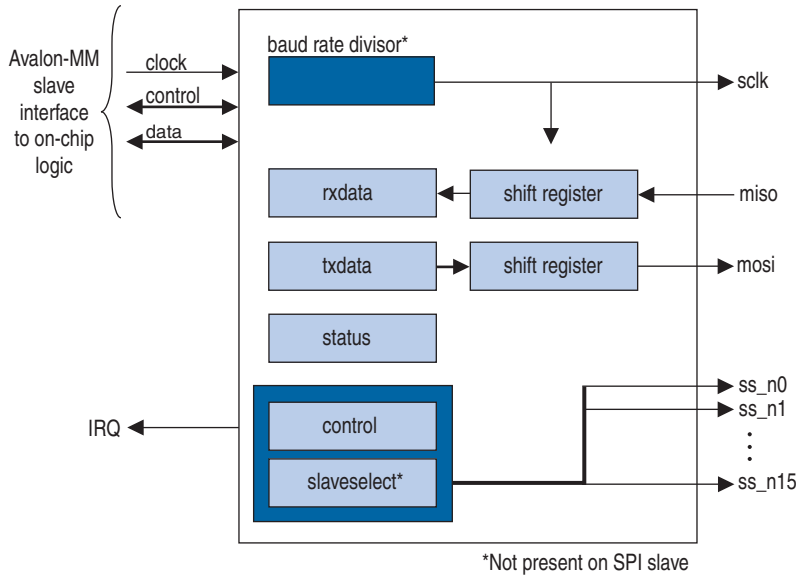 Avalon-MM
slave
interface
to on-chip
logic
clock
control
data
baud rate divisor*
sclk
rxdata
shift register
miso
txdata
shift register
mosi
status
control
slaveselect*
IRQ
ss_n0
ss_n1
ss_n15
*Not present on SPI slave